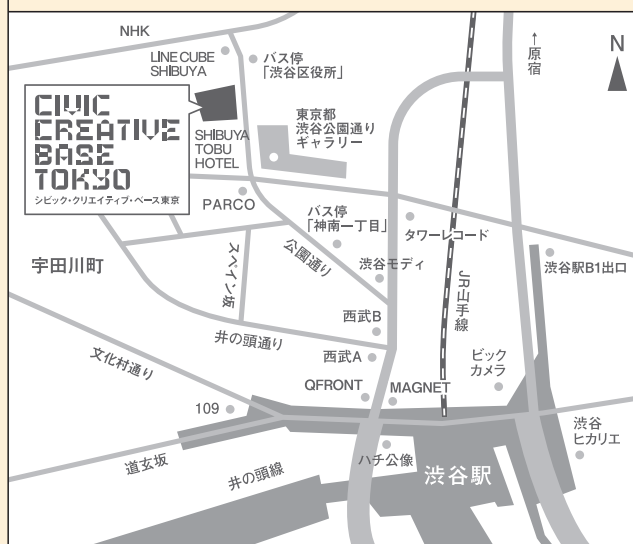 NHK
LINE CUBE
SHIBUYA
バス停
「渋谷区役所」
↑原宿
N
CIVIC
CREATIVE
BASE
TOKYO
シビック・クリエイティブ・ベース東京
SHIBUYA
TOBU
HOTEL
東京都
渋谷公園通り
ギャラリー
PARCO
バス停
「神南一丁目」
タワーレコード
宇田川町
スペイン坂
公園通り
渋谷モディ
JR山手線
渋谷駅B1出口
西武B
井の頭通り
文化村通り
西武A
ビック
カメラ
QFRONT
MAGNET
109
渋谷
ヒカリエ
道玄坂
井の頭線
ハチ公像
渋谷駅